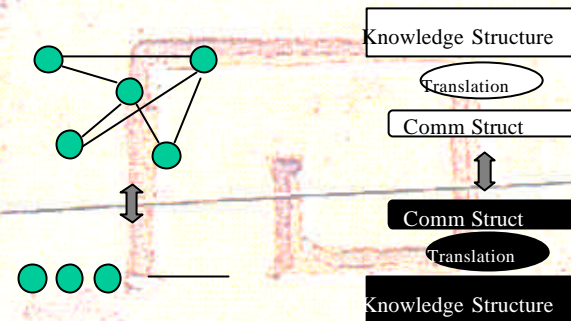 Knowledge Structure
Translation
Comm Struct
Comm Struct
Translation
Knowledge Structure